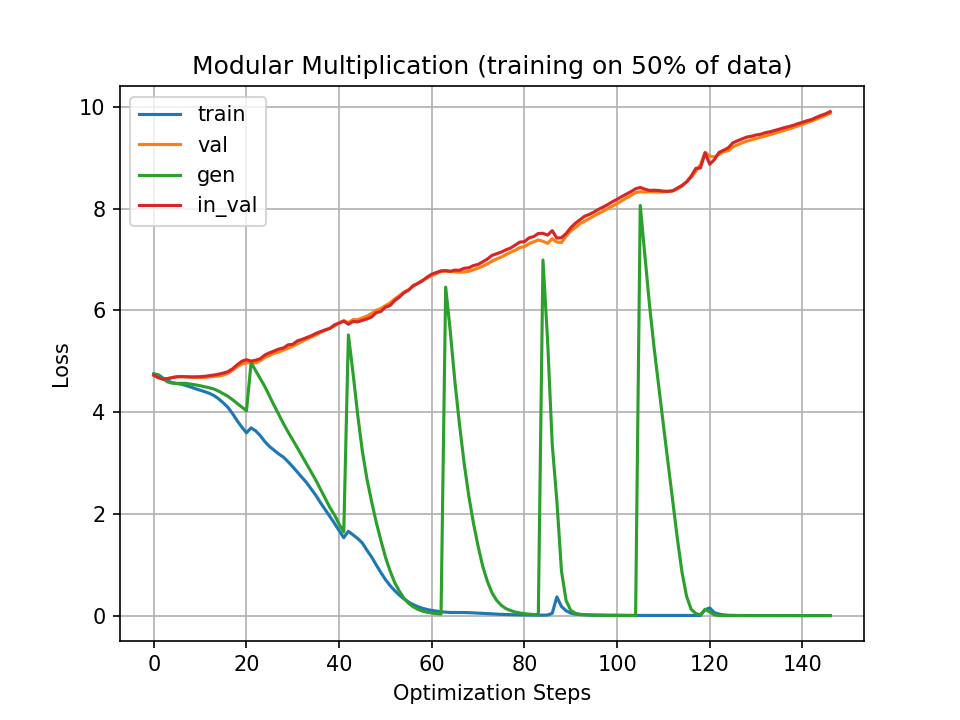 Modular Multiplication (training on 50% of data)
train
val
gen
in_val
10
8
6
4
2
0
Loss
0 20 40 60 80 100 120 140
Optimization Steps